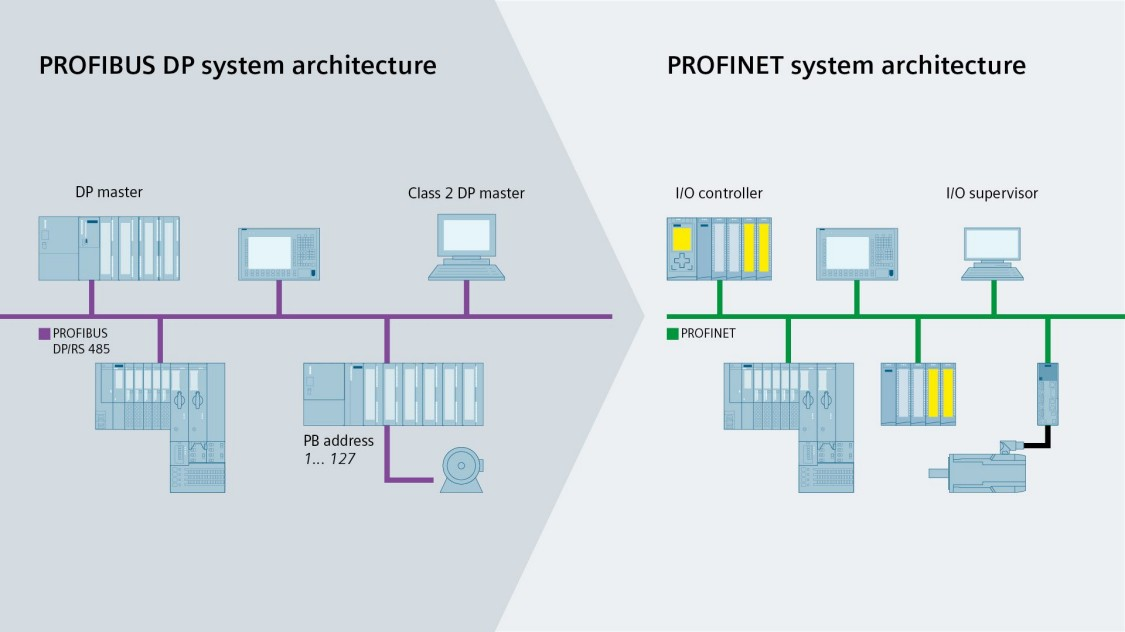 PROFIBUS DP system architecture
DP master
Class 2 DP master
PROFIBUS
DP/RS 485
PB address
1... 127
PROFINET system architecture
I/O controller
I/O supervisor
PROFINET